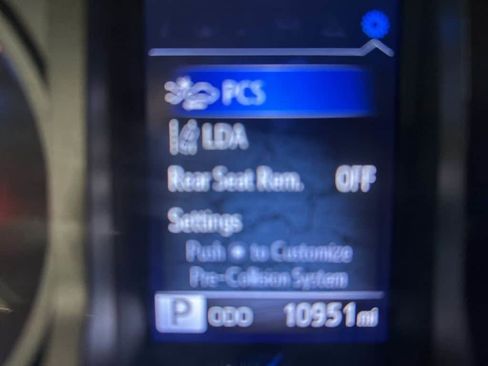 PCS
LDA
Rear Seat Rem. OFF
Settings
Push to Customize
Pre-Collision System
P ODO 10951 mi